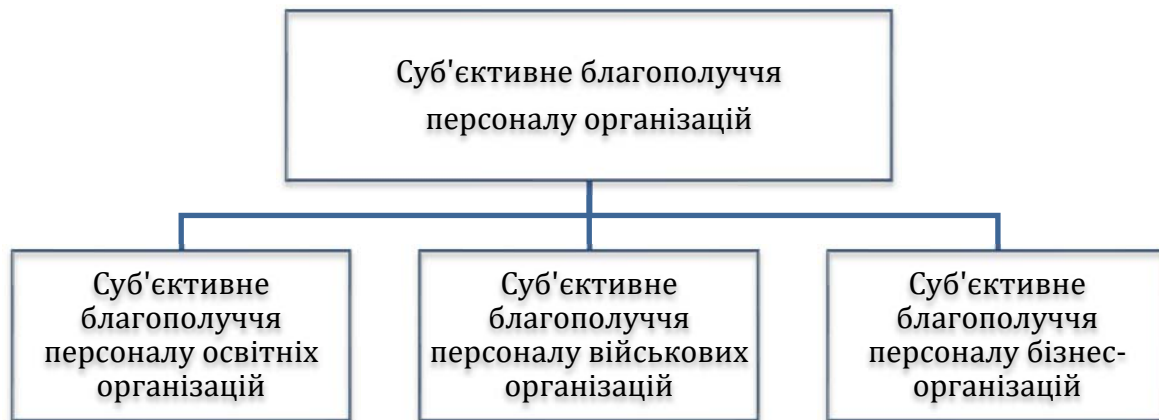 Суб'єктивне благополуччя
персоналу організацій
Суб'єктивне
благополуччя
персоналу освітніх
організацій
Суб'єктивне
благополуччя
персоналу військових
організацій
Суб'єктивне
благополуччя
персоналу бізнес-
організацій